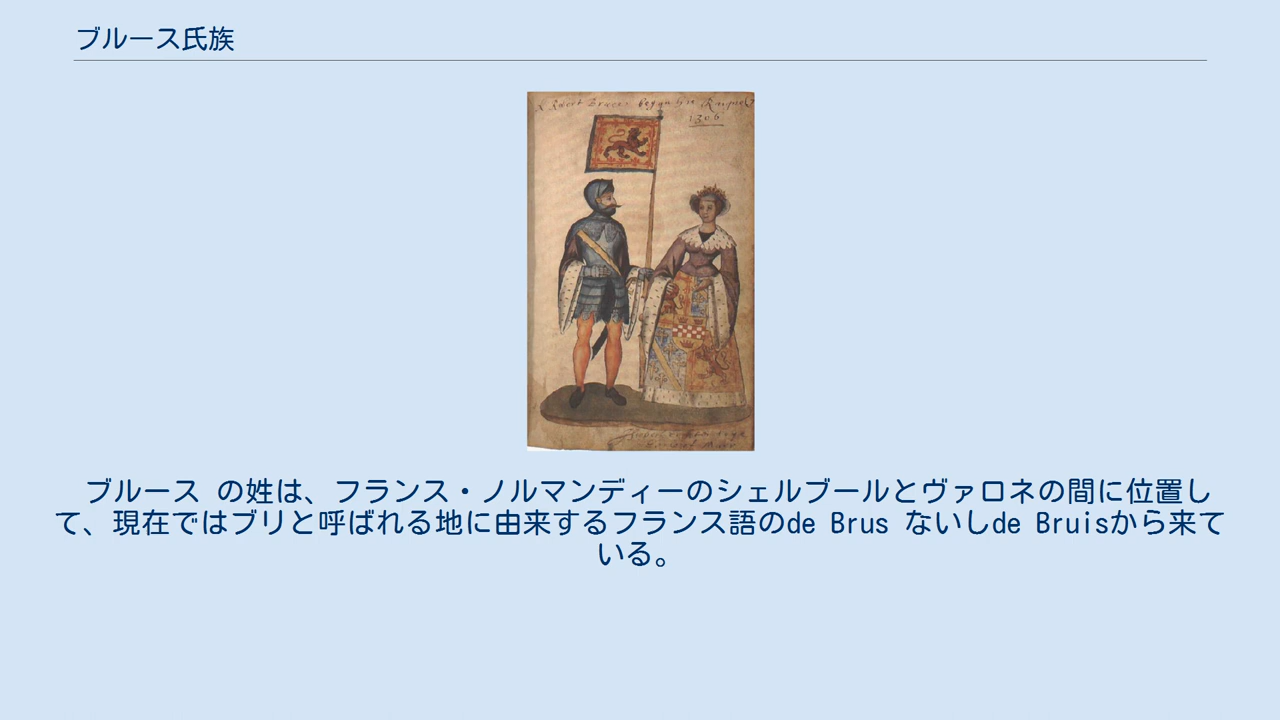 ブルース氏族
1306
ブルース の姓は、フランス・ノルマンディーのシェルブールとヴァロネの間に位置し
て、現在ではブリと呼ばれる地に由来するフランス語のde Brus ないしde Bruisから来て
いる。